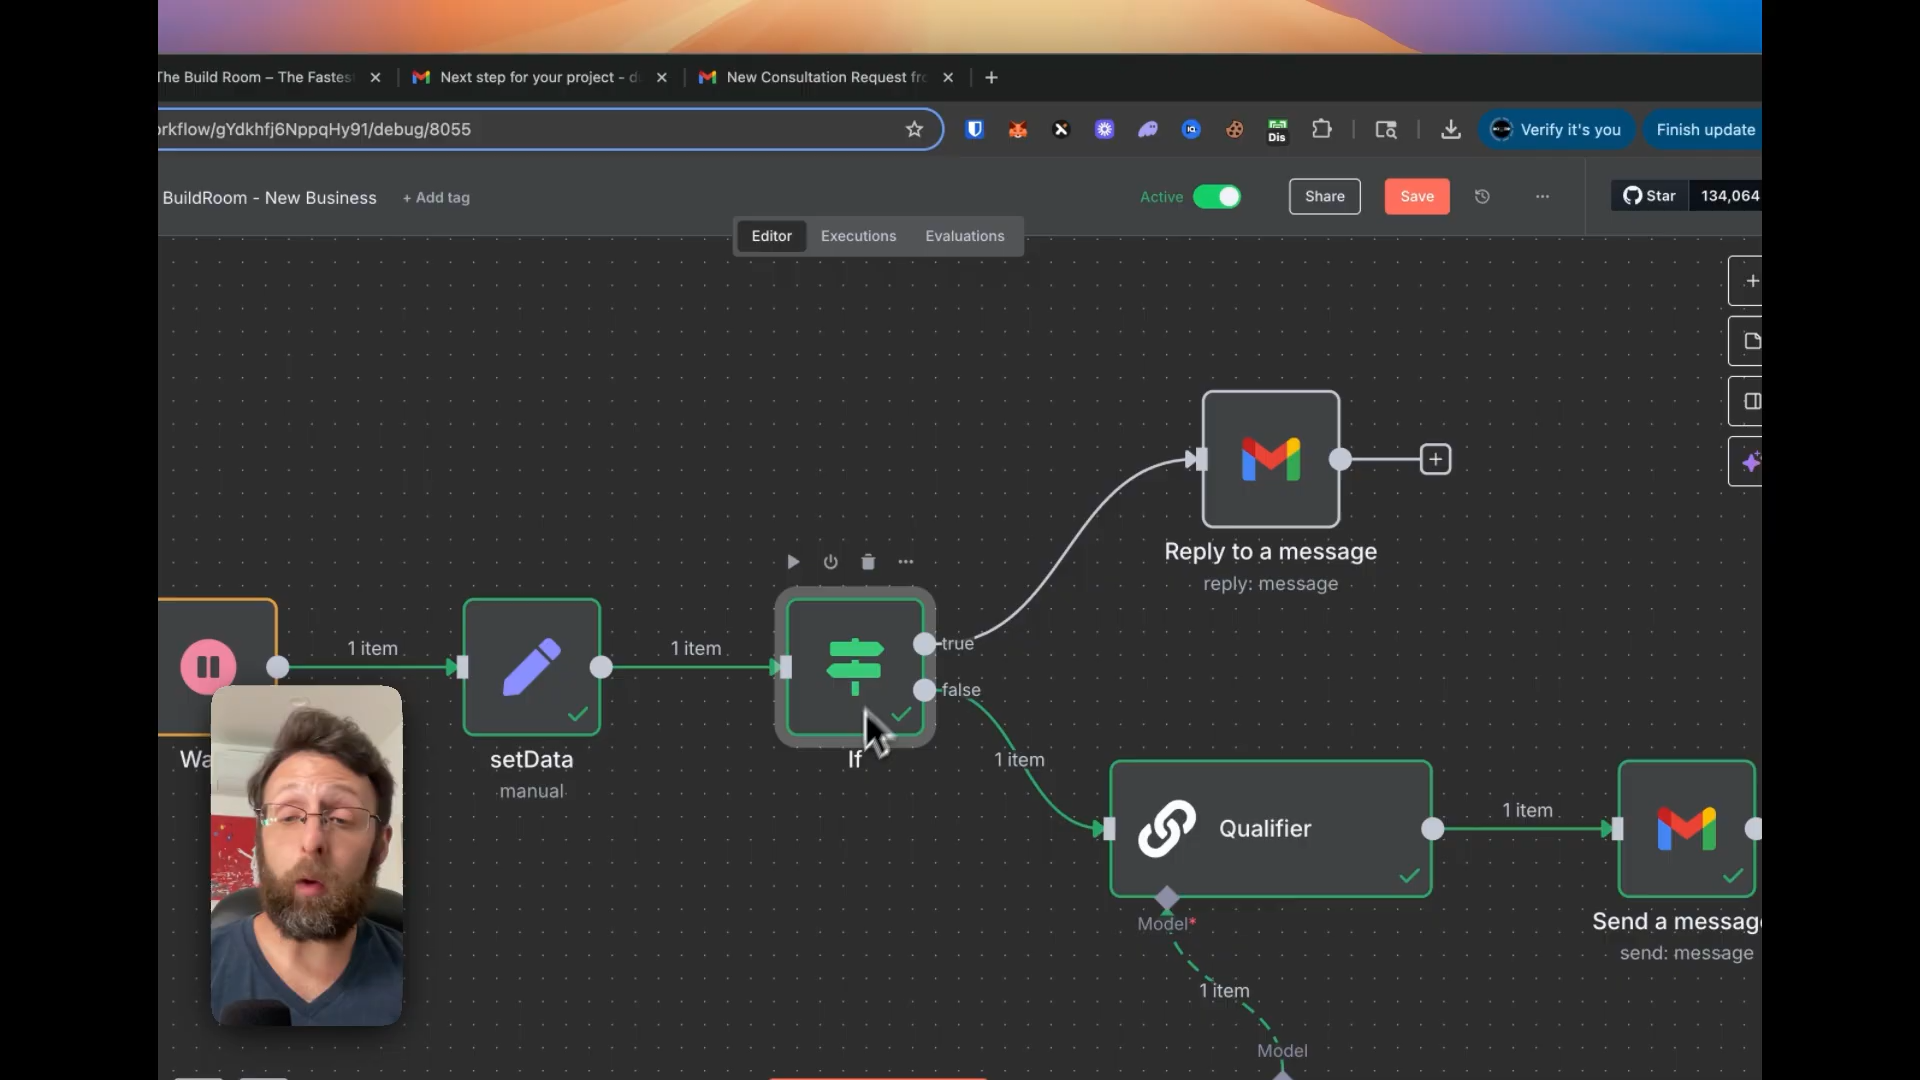 The Build Room – The Fastes
Next step for your project - d
New Consultation Request fr
orkflow/gYdkhfj6NppqHy91/debug/8055
Dis
Verify it's you
Finish update
BuildRoom - New Business
+ Add tag
Active
Share
Save
Star
134,064
Editor
Executions
Evaluations
Reply to a message
reply: message
1 item
1 item
true
false
Wa
setData
manual
If
1 item
Qualifier
1 item
Model*
Send a messag
send: message
1 item
Model